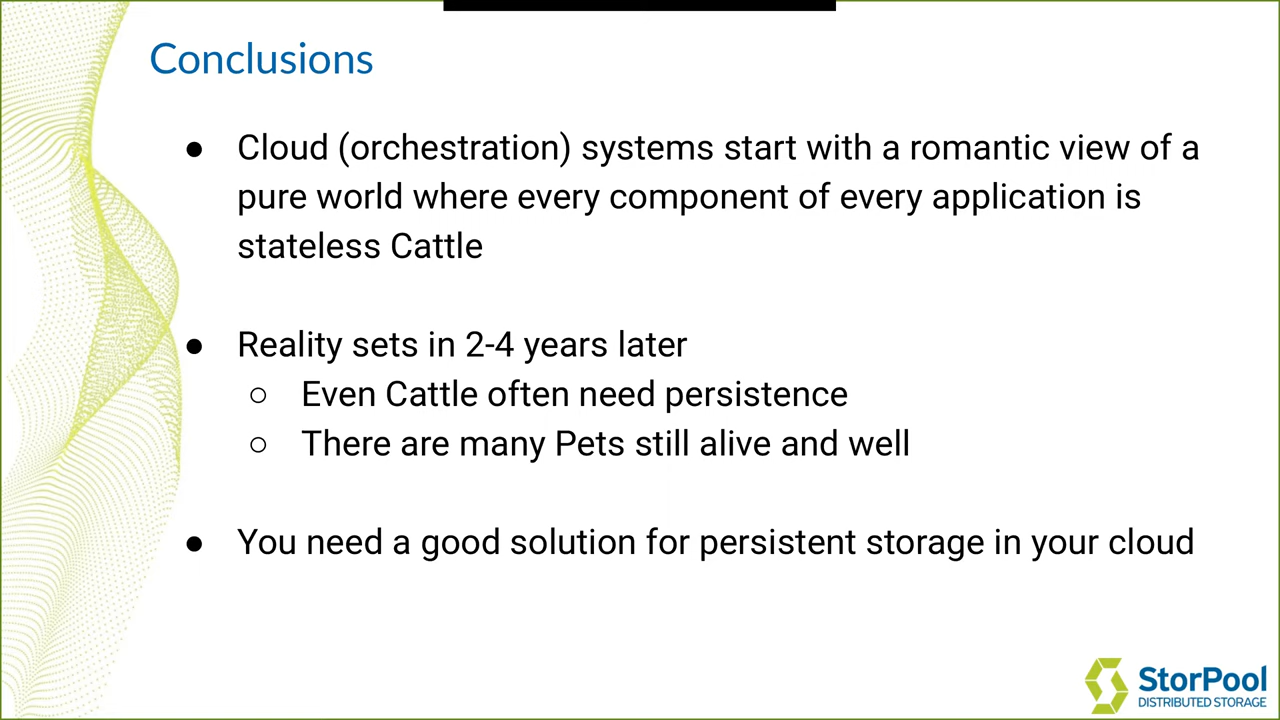 Conclusions
● Cloud (orchestration) systems start with a romantic view of a
pure world where every component of every application is
stateless Cattle
● Reality sets in 2-4 years later
○ Even Cattle often need persistence
○ There are many Pets still alive and well
● You need a good solution for persistent storage in your cloud
StorPool
DISTRIBUTED STORAGE